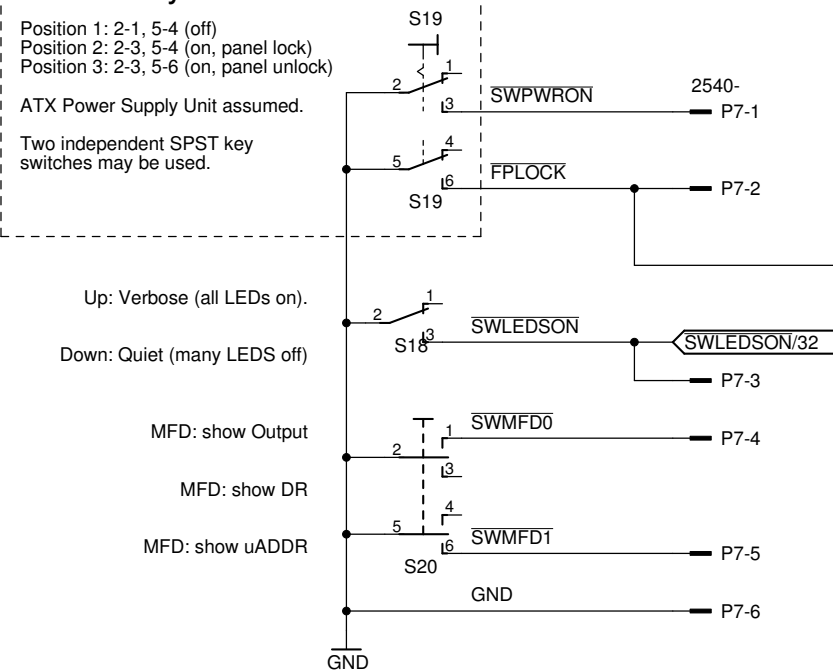 Position 1: 2-1, 5-4 (off)
Position 2: 2-3, 5-4 (on, panel lock)
Position 3: 2-3, 5-6 (on, panel unlock)
ATX Power Supply Unit assumed.
Two independent SPST key
switches may be used.
S19
1
2
3
SWPWRON
2540-
P7-1
4
5
6
FPLOCK
P7-2
S19
Up: Verbose (all LEDs on).
1
2
3
SWLEDSON
SWLEDSON/32
S18
Down: Quiet (many LEDS off)
P7-3
MFD: show Output
1
SWMFD0
P7-4
2
3
MFD: show DR
4
5
6
SWMFD1
MFD: show uADDR
P7-5
S20
GND
P7-6
GND